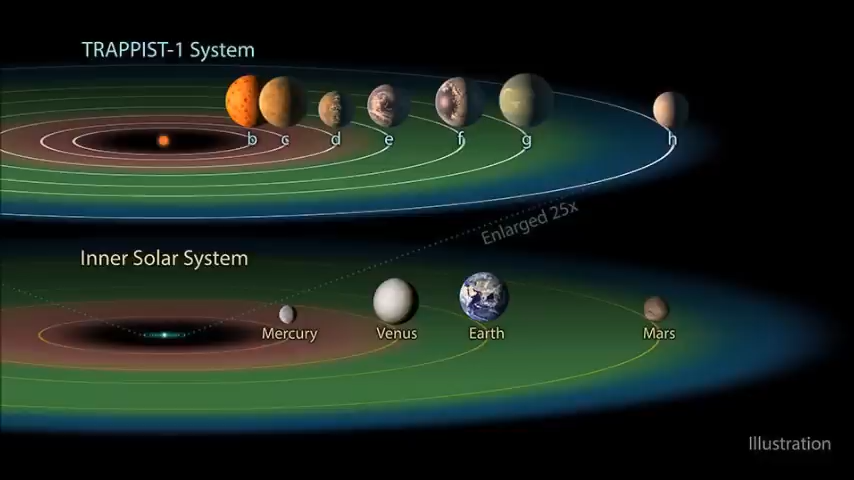 TRAPPIST-1 System
b c d e f g h
Enlarged 25x
Inner Solar System
Mercury Venus Earth Mars
Illustration